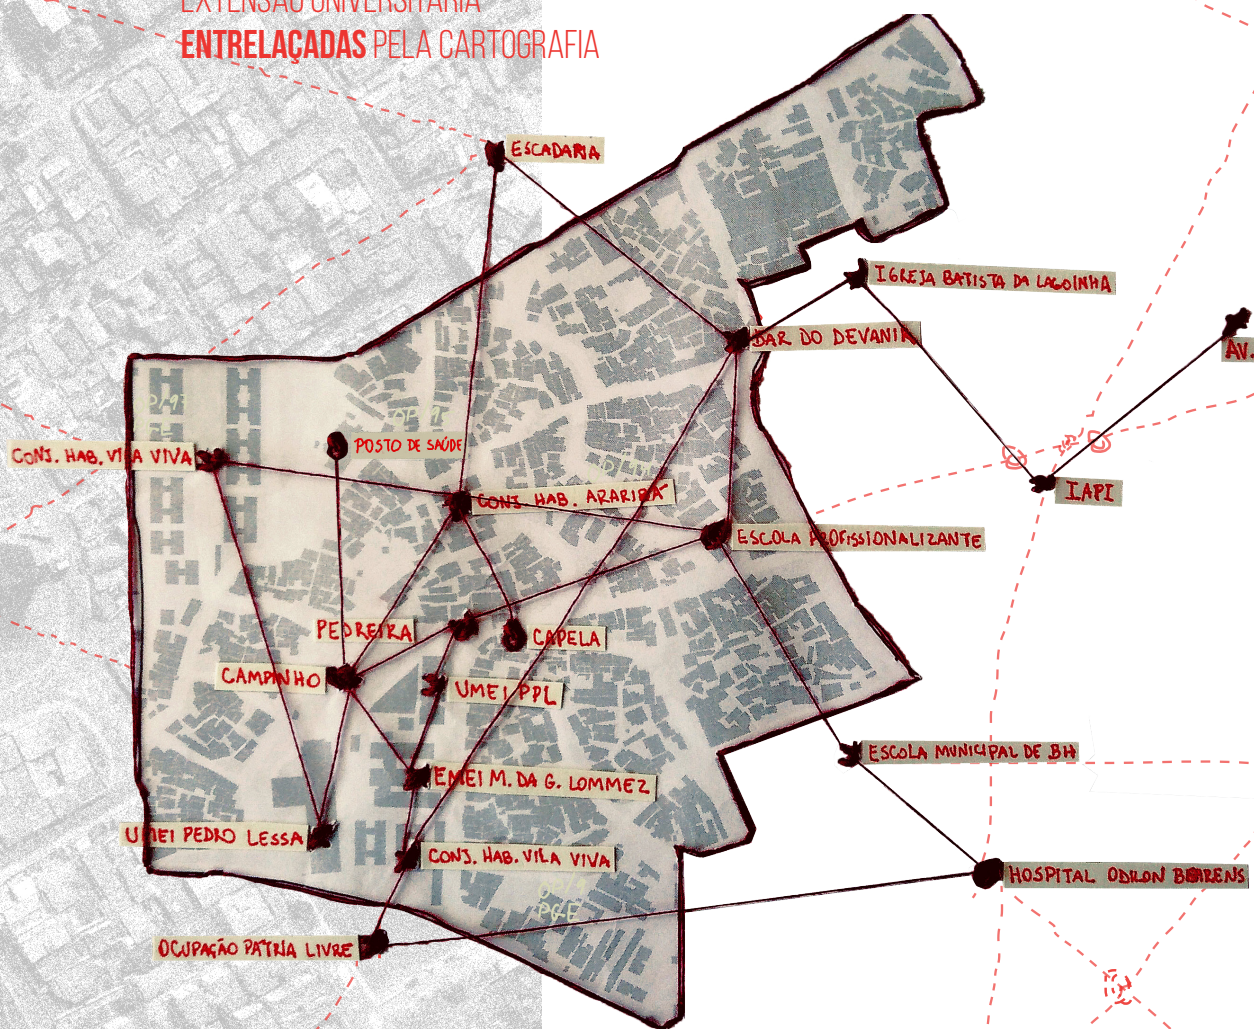 EXTENSÃO UNIVERSITÁRIA
ENTRELAÇADAS PELA CARTOGRAFIA
ESCADARIA
IGREJA BATISTA DA LAGOINHA
BAR DO DEVANIR
AV.
CONJ. HAB. VILA VIVA
POSTO DE SAÚDE
CONJ. HAB. ARARIBÁ
IAPI
ESCOLA PROFISSIONALIZANTE
PEDREIRA
CAPELA
CAMPINHO
UMEI PPL
ESCOLA MUNICIPAL DE BH
EMEI M. DA G. LOMMEZ
UMEI PEDRO LESSA
CONJ. HAB. VILA VIVA
HOSPITAL ODILON BEHRENS
OCUPAÇÃO PÁTRIA LIVRE